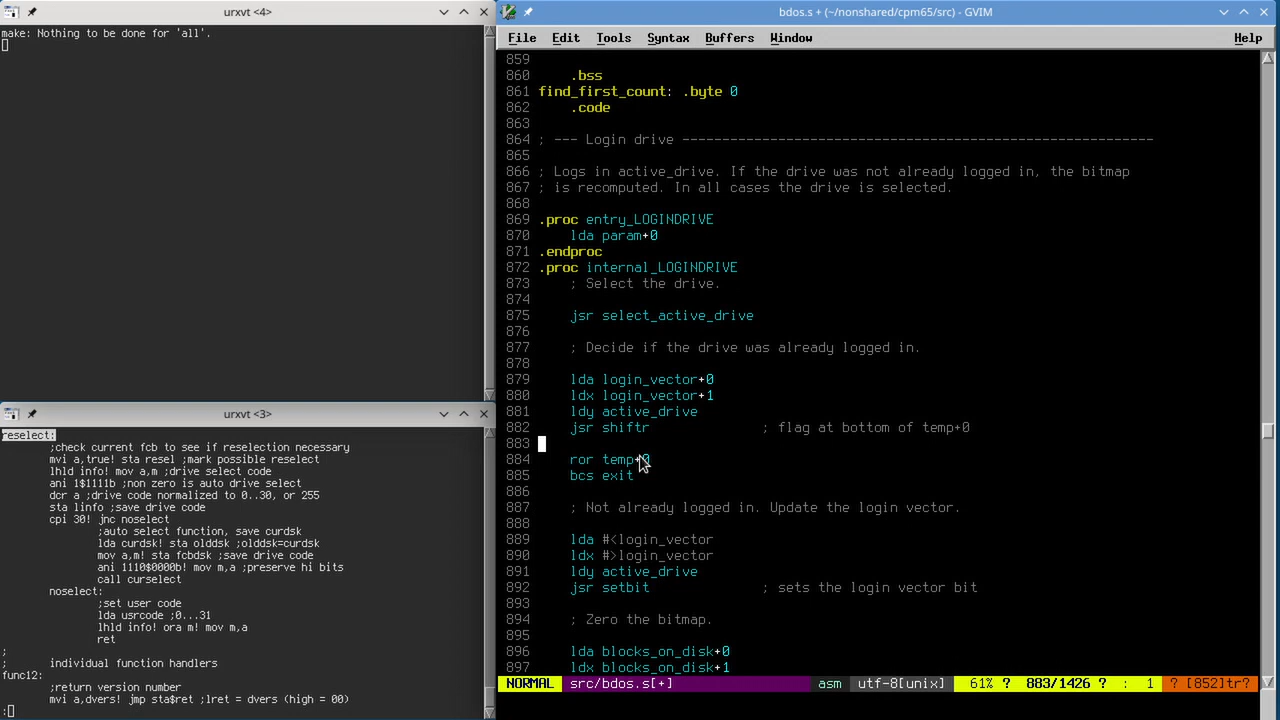 urxvt <4>
make: Nothing to be done for 'all'.
urxvt <3>
reselect:
;check current fcb to see if reselection necessary
mvi a,true! sta resel ;mark possible reselect
lhld info! mov a,m ;drive select code
ani 1$1111b ;non zero is auto drive select
dcr a ;drive code normalized to 0..30, or 255
sta linfo ;save drive code
cpi 30! jnc noselect
;auto select function, save curdsk
lda curdsk! sta olddsk ;olddsk=curdsk
mov a,m! sta fcbdsk ;save drive code
ani 1110$0000b! mov m,a ;preserve hi bits
call curselect
noselect:
;set user code
lda usrcode ;0...31
lhld info! ora m! mov m,a
ret
;
; individual function handlers
func12:
;return version number
mvi a,dvers! jmp sta$ret ;lret = dvers (high = 00)
:
bdos.s + (~/nonshared/cpm65/src) - GVIM
File Edit Tools Syntax Buffers Window Help
859
860 .bss
861 find_first_count: .byte 0
862 .code
863
864 ; --- Login drive ------------------------------------------------------------
865
866 ; Logs in active_drive. If the drive was not already logged in, the bitmap
867 ; is recomputed. In all cases the drive is selected.
868
869 .proc entry_LOGINDRIVE
870 lda param+0
871 .endproc
872 .proc internal_LOGINDRIVE
873 ; Select the drive.
874
875 jsr select_active_drive
876
877 ; Decide if the drive was already logged in.
878
879 lda login_vector+0
880 ldx login_vector+1
881 ldy active_drive
882 jsr shiftr ; flag at bottom of temp+0
883
884 ror temp+0
885 bcs exit
886
887 ; Not already logged in. Update the login vector.
888
889 lda #<login_vector
890 ldx #>login_vector
891 ldy active_drive
892 jsr setbit ; sets the login vector bit
893
894 ; Zero the bitmap.
895
896 lda blocks_on_disk+0
897 ldx blocks_on_disk+1
NORMAL src/bdos.s[+] asm utf-8[unix] 61% ? 883/1426 ? : 1 ? [852]tr?